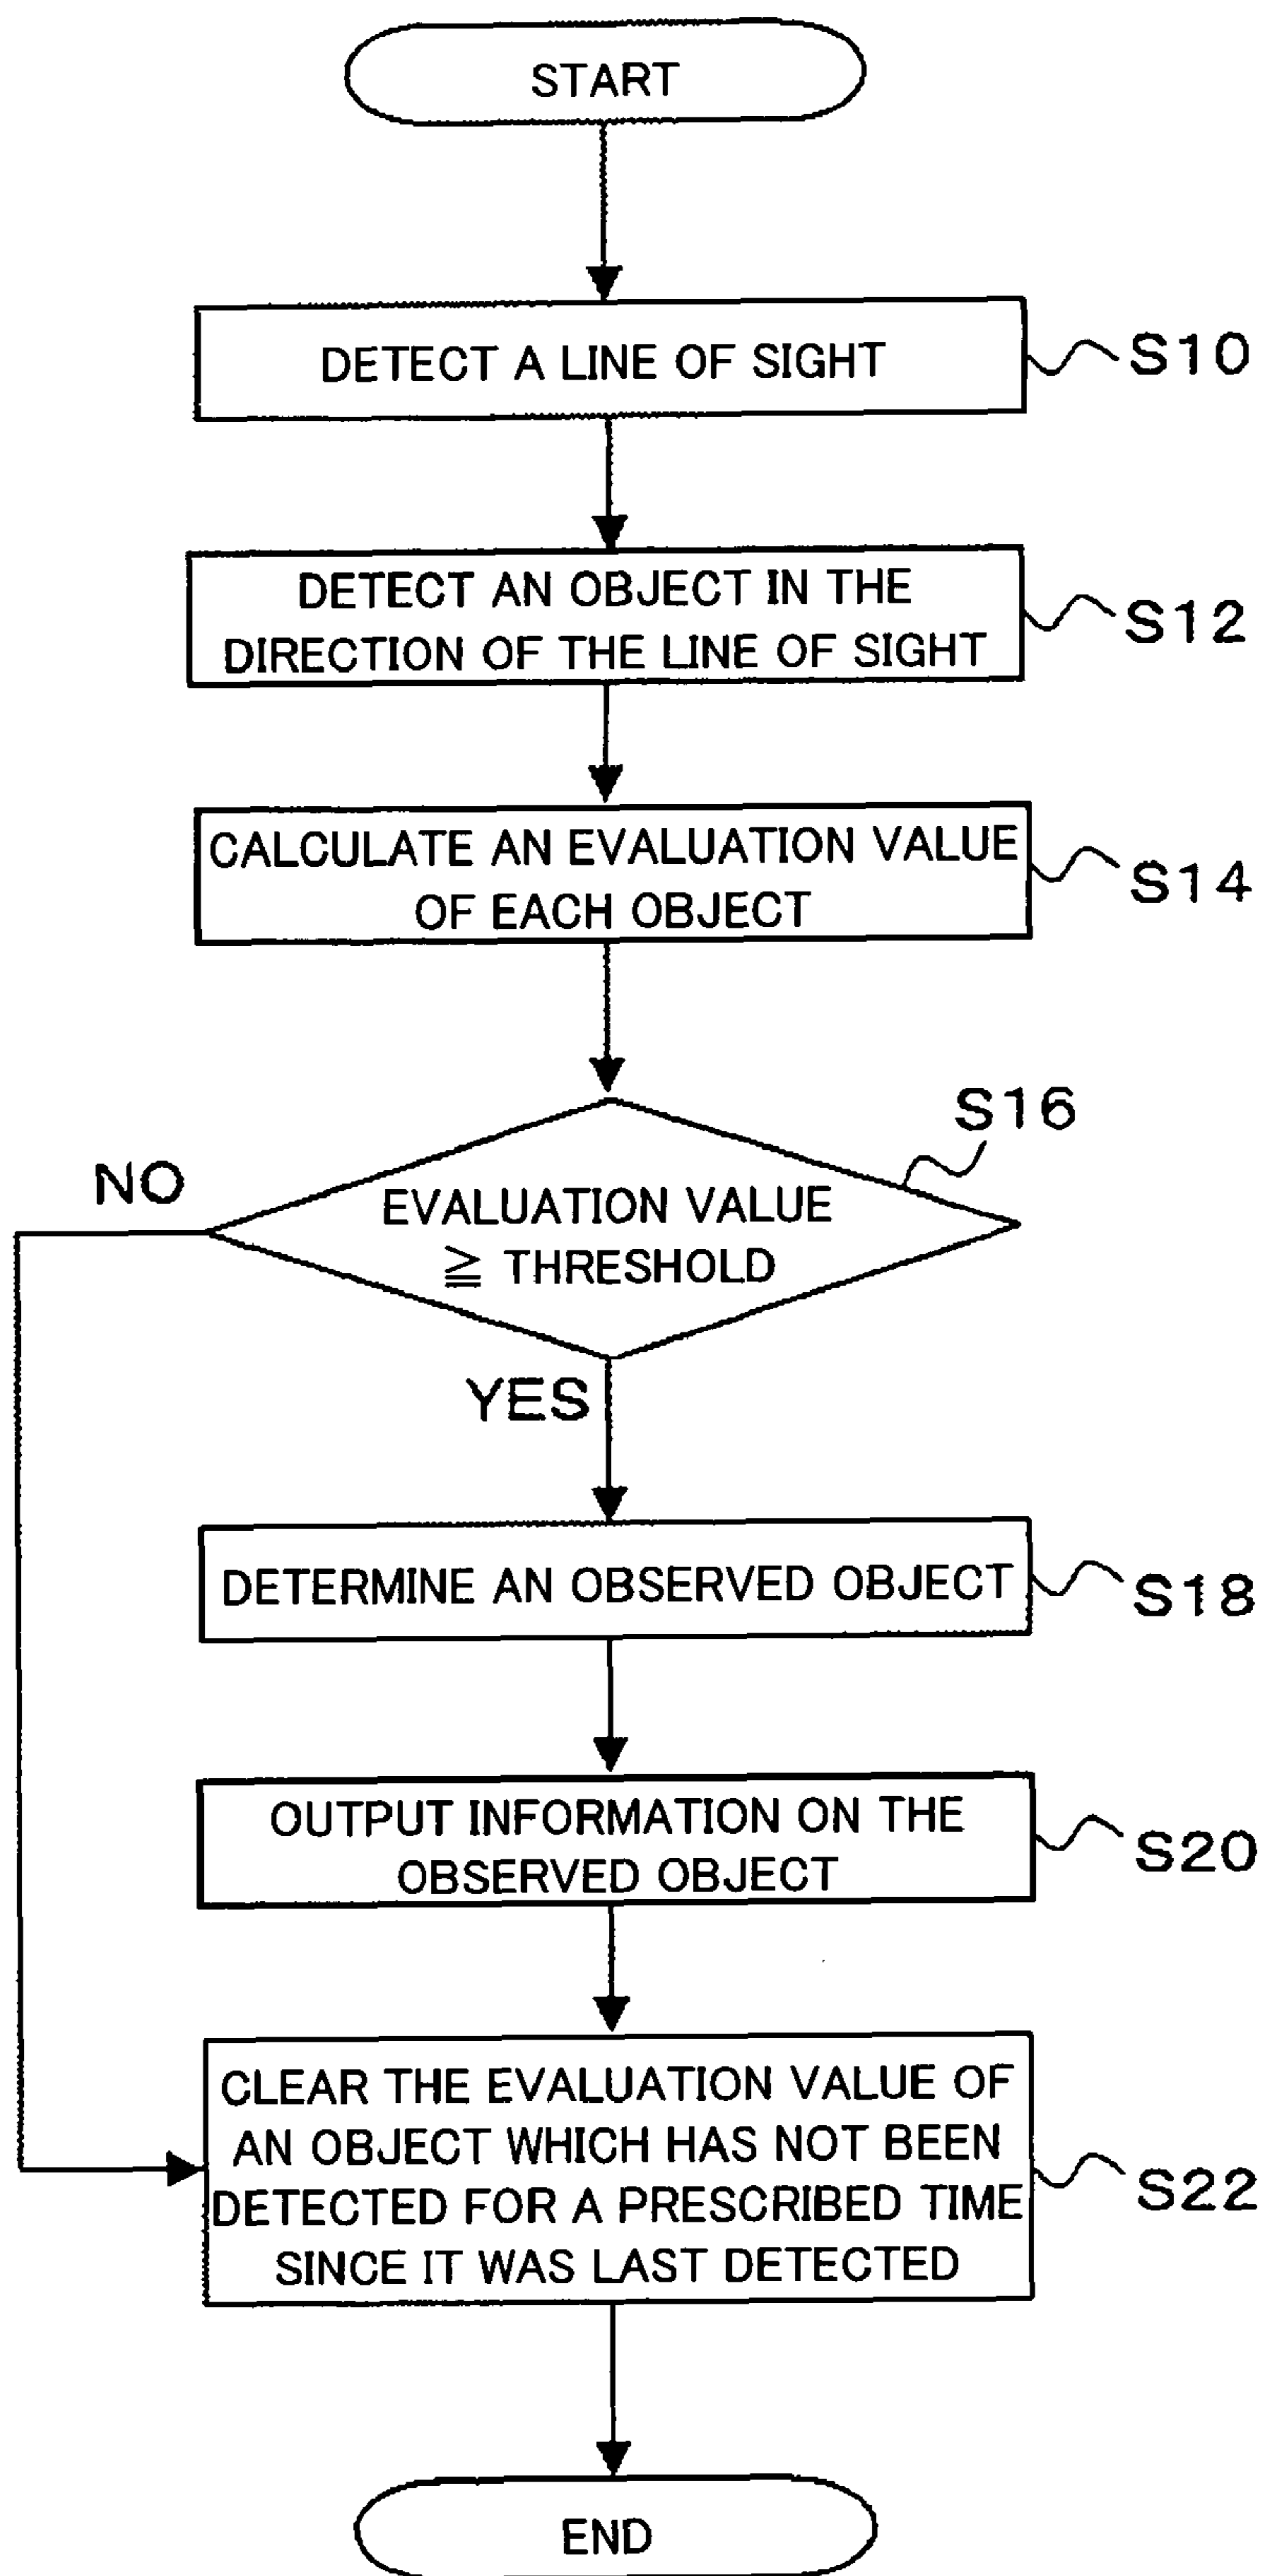 START
DETECT A LINE OF SIGHT
S10
DETECT AN OBJECT IN THE
DIRECTION OF THE LINE OF SIGHT
S12
CALCULATE AN EVALUATION VALUE
OF EACH OBJECT
S14
S16
NO
EVALUATION VALUE
≧ THRESHOLD
YES
DETERMINE AN OBSERVED OBJECT
S18
OUTPUT INFORMATION ON THE
OBSERVED OBJECT
S20
CLEAR THE EVALUATION VALUE OF
AN OBJECT WHICH HAS NOT BEEN
DETECTED FOR A PRESCRIBED TIME
SINCE IT WAS LAST DETECTED
S22
END